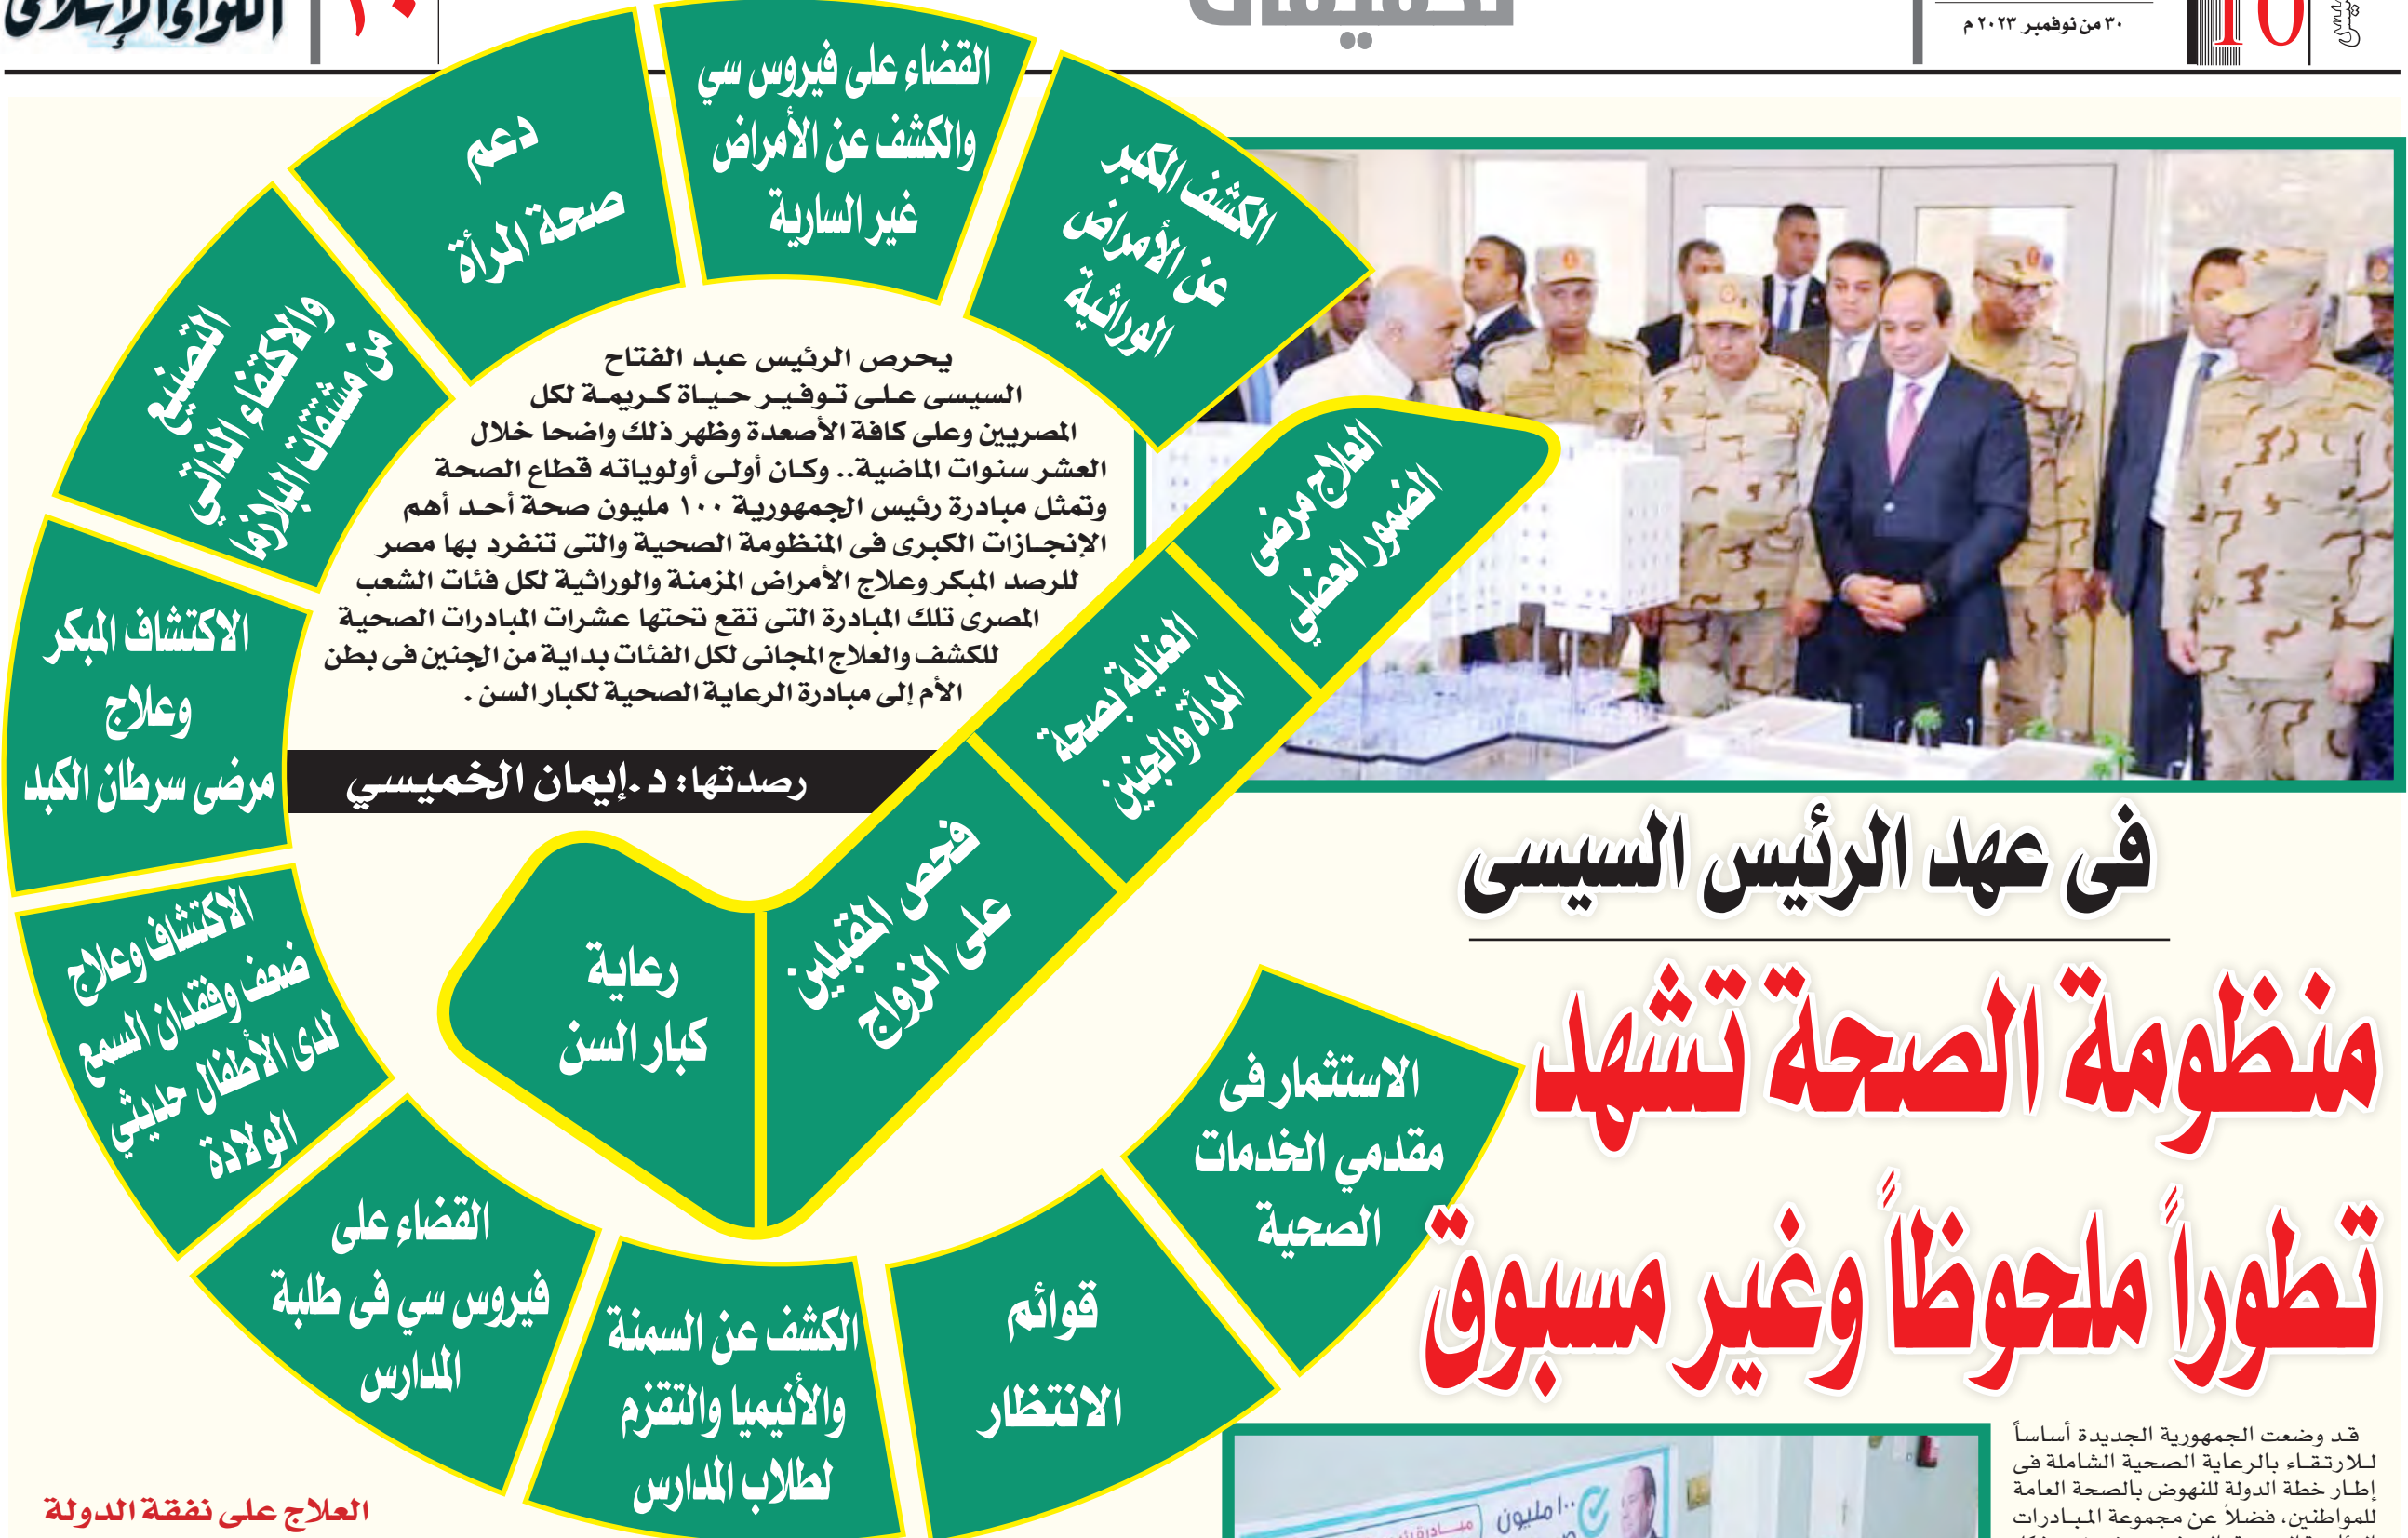 اللواء الإسلامى
تحقيقات
٣٠ من نوفمبر ٢٠٢٣ م
فى عهد الرئيس السيسى
منظومة الصحة تشهد
تطوراً ملحوظاً وغير مسبوق
يحرص الرئيس عبد الفتاح
السيسى على توفير حياة كريمة لكل
المصريين وعلى كافة الأصعدة وظهر ذلك واضحا خلال
العشر سنوات الماضية.. وكان أولى أولوياته قطاع الصحة
وتمثل مبادرة رئيس الجمهورية ١٠٠ مليون صحة أحد أهم
الإنجازات الكبرى فى المنظومة الصحية والتى تنفرد بها مصر
للرصد المبكر وعلاج الأمراض المزمنة والوراثية لكل فئات الشعب
المصرى تلك المبادرة التى تقع تحتها عشرات المبادرات الصحية
للكشف والعلاج المجانى لكل الفئات بداية من الجنين فى بطن
الأم إلى مبادرة الرعاية الصحية لكبار السن .
رصدتها: د.إيمان الخميسي
الكشف المكبر
عن الأمراض
الوراثية
القضاء على فيروس سي
والكشف عن الأمراض
غير السارية
دعم
صحة المرأة
التصنيع
والاكتفاء الذاتي
من مشتقات البلازما
الاكتشاف المبكر
وعلاج
مرضى سرطان الكبد
الاكتشاف وعلاج
ضعف وفقدان السمع
لدى الأطفال حديثي
الولادة
القضاء على
فيروس سي فى طلبة
المدارس
الكشف عن السمنة
والأنيميا والتقزم
لطلاب المدارس
قوائم
الانتظار
الاستثمار فى
مقدمي الخدمات
الصحية
العلاج مرضى
الضمور العضلي
العناية بصحة
المرأة والجنين
فحص المقبلين
على الزواج
رعاية
كبار السن
قد وضعت الجمهورية الجديدة أساساً
للارتقاء بالرعاية الصحية الشاملة فى
إطار خطة الدولة للنهوض بالصحة العامة
للمواطنين، فضلاً عن مجموعة المبادرات
١٠٠ مليون
العلاج على نفقة الدولة